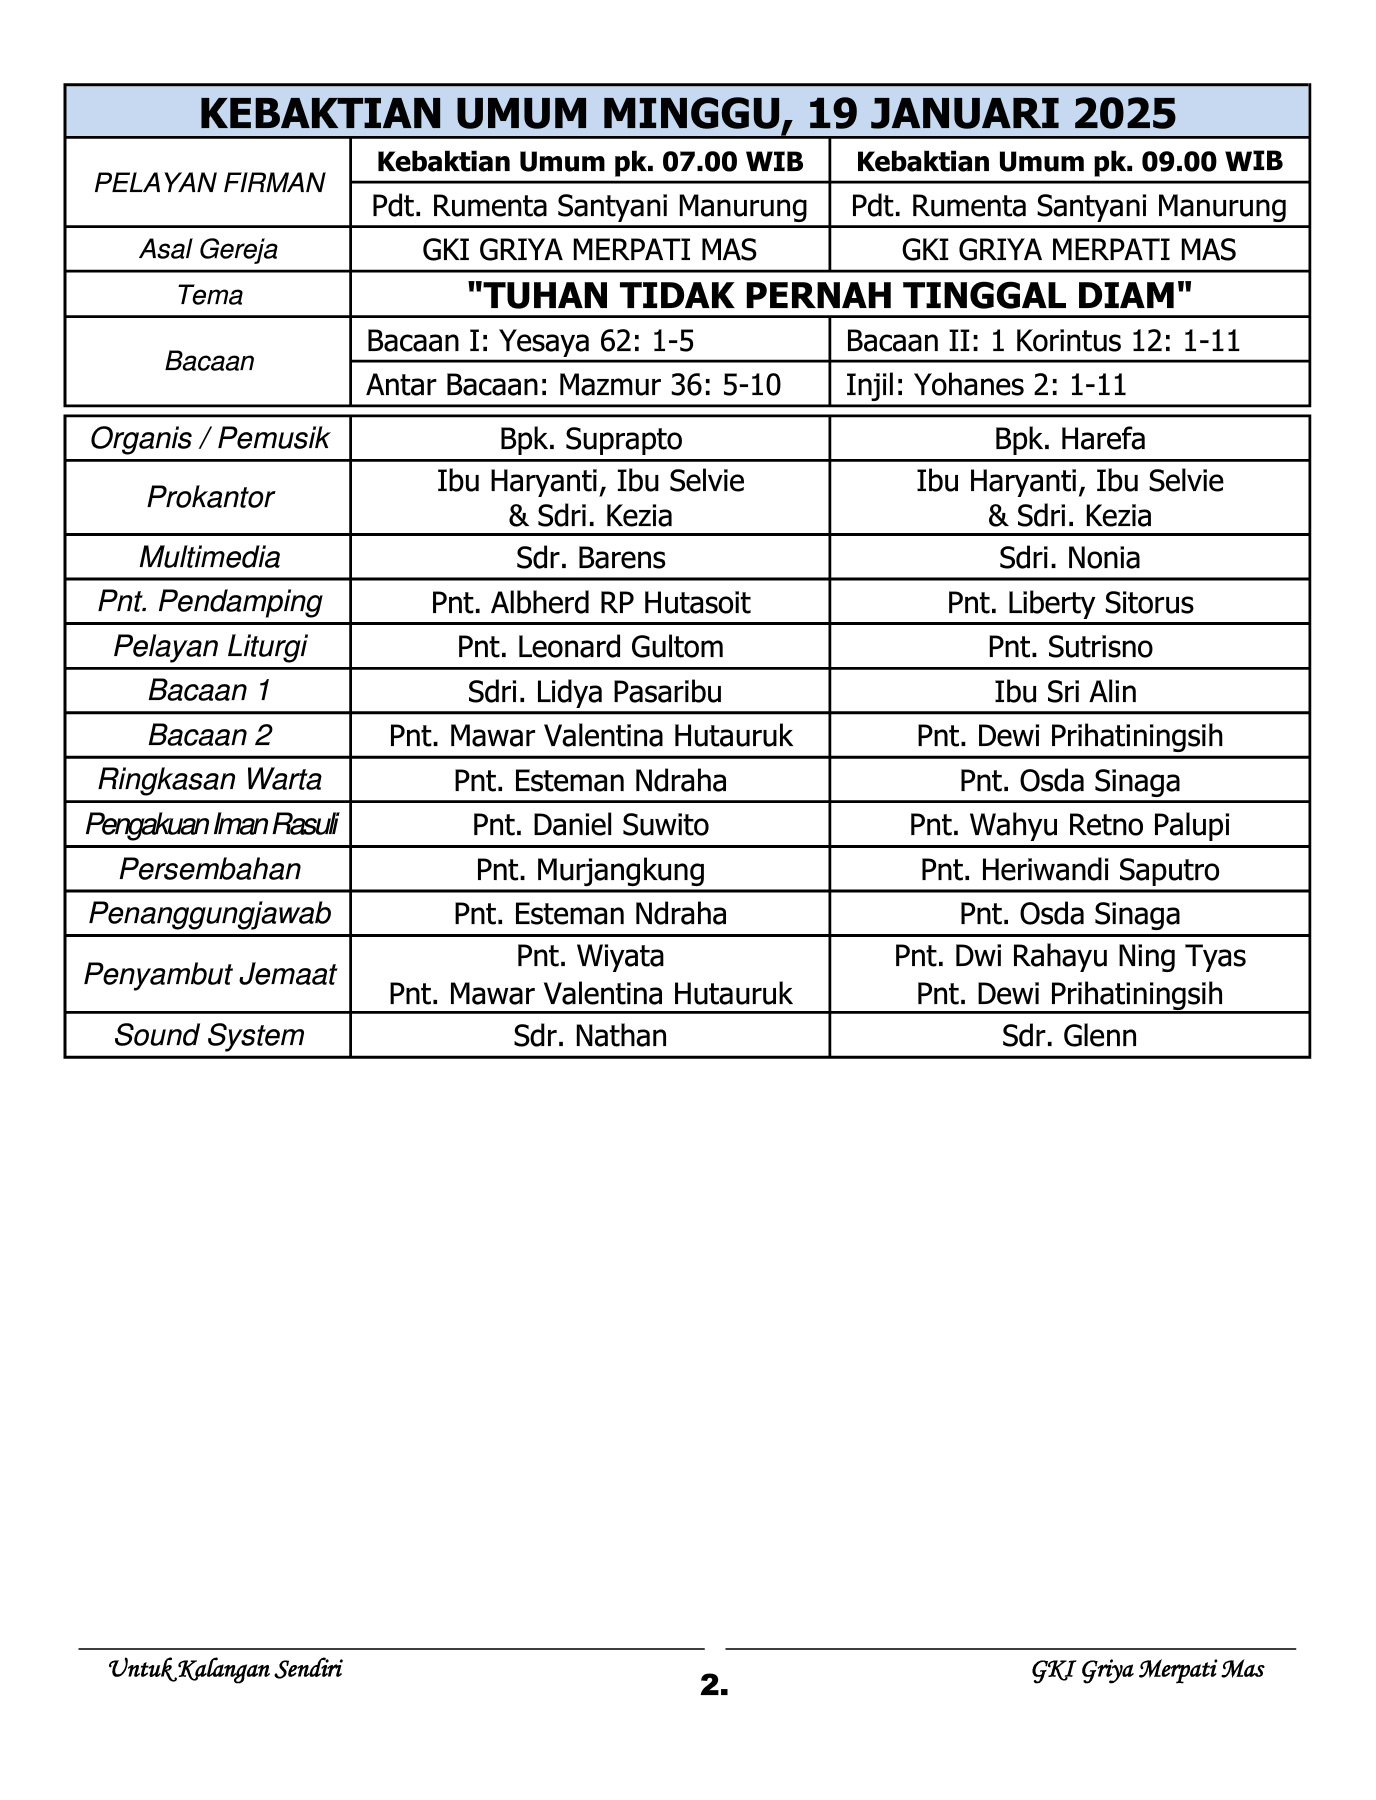 KEBAKTIAN UMUM MINGGU, 19 JANUARI 2025
PELAYAN FIRMAN
Kebaktian Umum pk. 07.00 WIB
Kebaktian Umum pk. 09.00 WIB
Pdt. Rumenta Santyani Manurung
Pdt. Rumenta Santyani Manurung
Asal Gereja
GKI GRIYA MERPATI MAS
GKI GRIYA MERPATI MAS
Tema
"TUHAN TIDAK PERNAH TINGGAL DIAM"
Bacaan
Bacaan I: Yesaya 62: 1-5
Bacaan II: 1 Korintus 12: 1-11
Antar Bacaan: Mazmur 36: 5-10
Injil: Yohanes 2: 1-11
Organis / Pemusik
Bpk. Suprapto
Bpk. Harefa
Prokantor
Ibu Haryanti, Ibu Selvie
& Sdri. Kezia
Ibu Haryanti, Ibu Selvie
& Sdri. Kezia
Multimedia
Sdr. Barens
Sdri. Nonia
Pnt. Pendamping
Pnt. Albherd RP Hutasoit
Pnt. Liberty Sitorus
Pelayan Liturgi
Pnt. Leonard Gultom
Pnt. Sutrisno
Bacaan 1
Sdri. Lidya Pasaribu
Ibu Sri Alin
Bacaan 2
Pnt. Mawar Valentina Hutauruk
Pnt. Dewi Prihatiningsih
Ringkasan Warta
Pnt. Esteman Ndraha
Pnt. Osda Sinaga
Pengakuan Iman Rasuli
Pnt. Daniel Suwito
Pnt. Wahyu Retno Palupi
Persembahan
Pnt. Murjangkung
Pnt. Heriwandi Saputro
Penanggungjawab
Pnt. Esteman Ndraha
Pnt. Osda Sinaga
Penyambut Jemaat
Pnt. Wiyata
Pnt. Mawar Valentina Hutauruk
Pnt. Dwi Rahayu Ning Tyas
Pnt. Dewi Prihatiningsih
Sound System
Sdr. Nathan
Sdr. Glenn
Untuk Kalangan Sendiri
2.
GKI Griya Merpati Mas